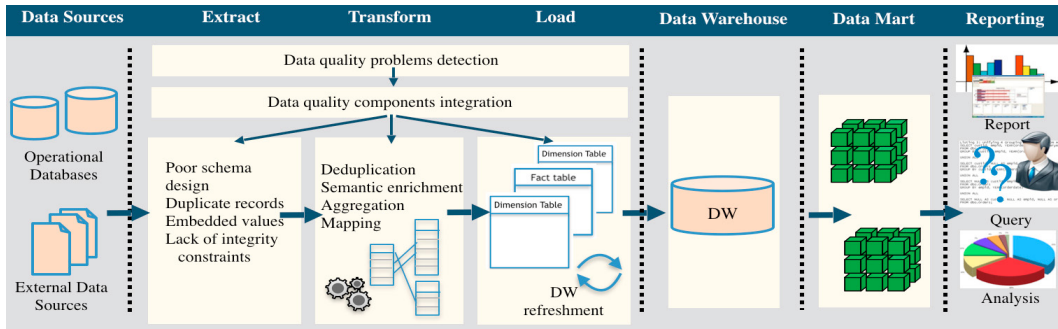 Data Sources
Extract
Transform
Load
Data Warehouse
Data Mart
Reporting
Data quality problems detection
Data quality components integration
Operational
Databases
External Data
Sources
Poor schema
design
Duplicate records
Embedded values
Lack of integrity
constraints
Deduplication
Semantic enrichment
Aggregation
Mapping
Dimension Table
Fact table
Dimension Table
DW
refreshment
DW
Report
Query
Analysis